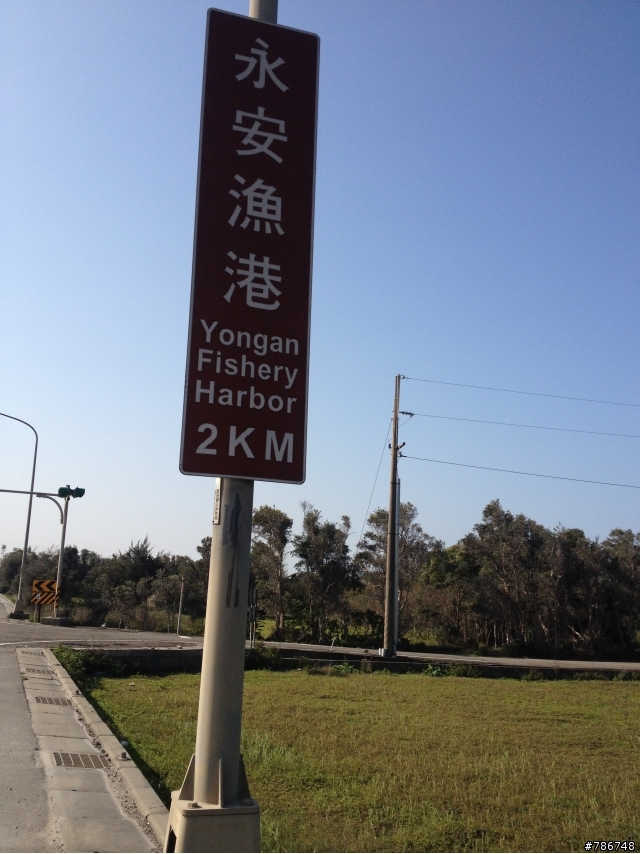 永安漁港
Yongan
Fishery
Harbor
2KM
#786748